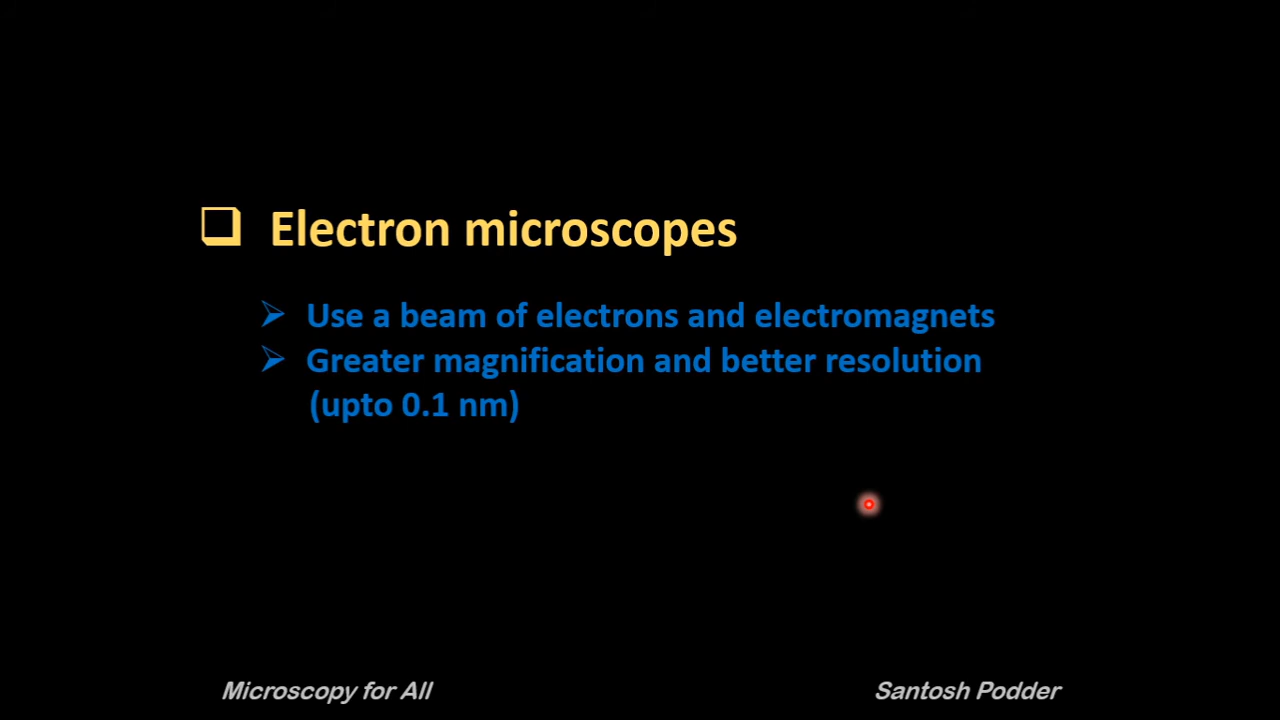 Electron microscopes
Use a beam of electrons and electromagnets
Greater magnification and better resolution
(upto 0.1 nm)
Microscopy for All
Santosh Podder